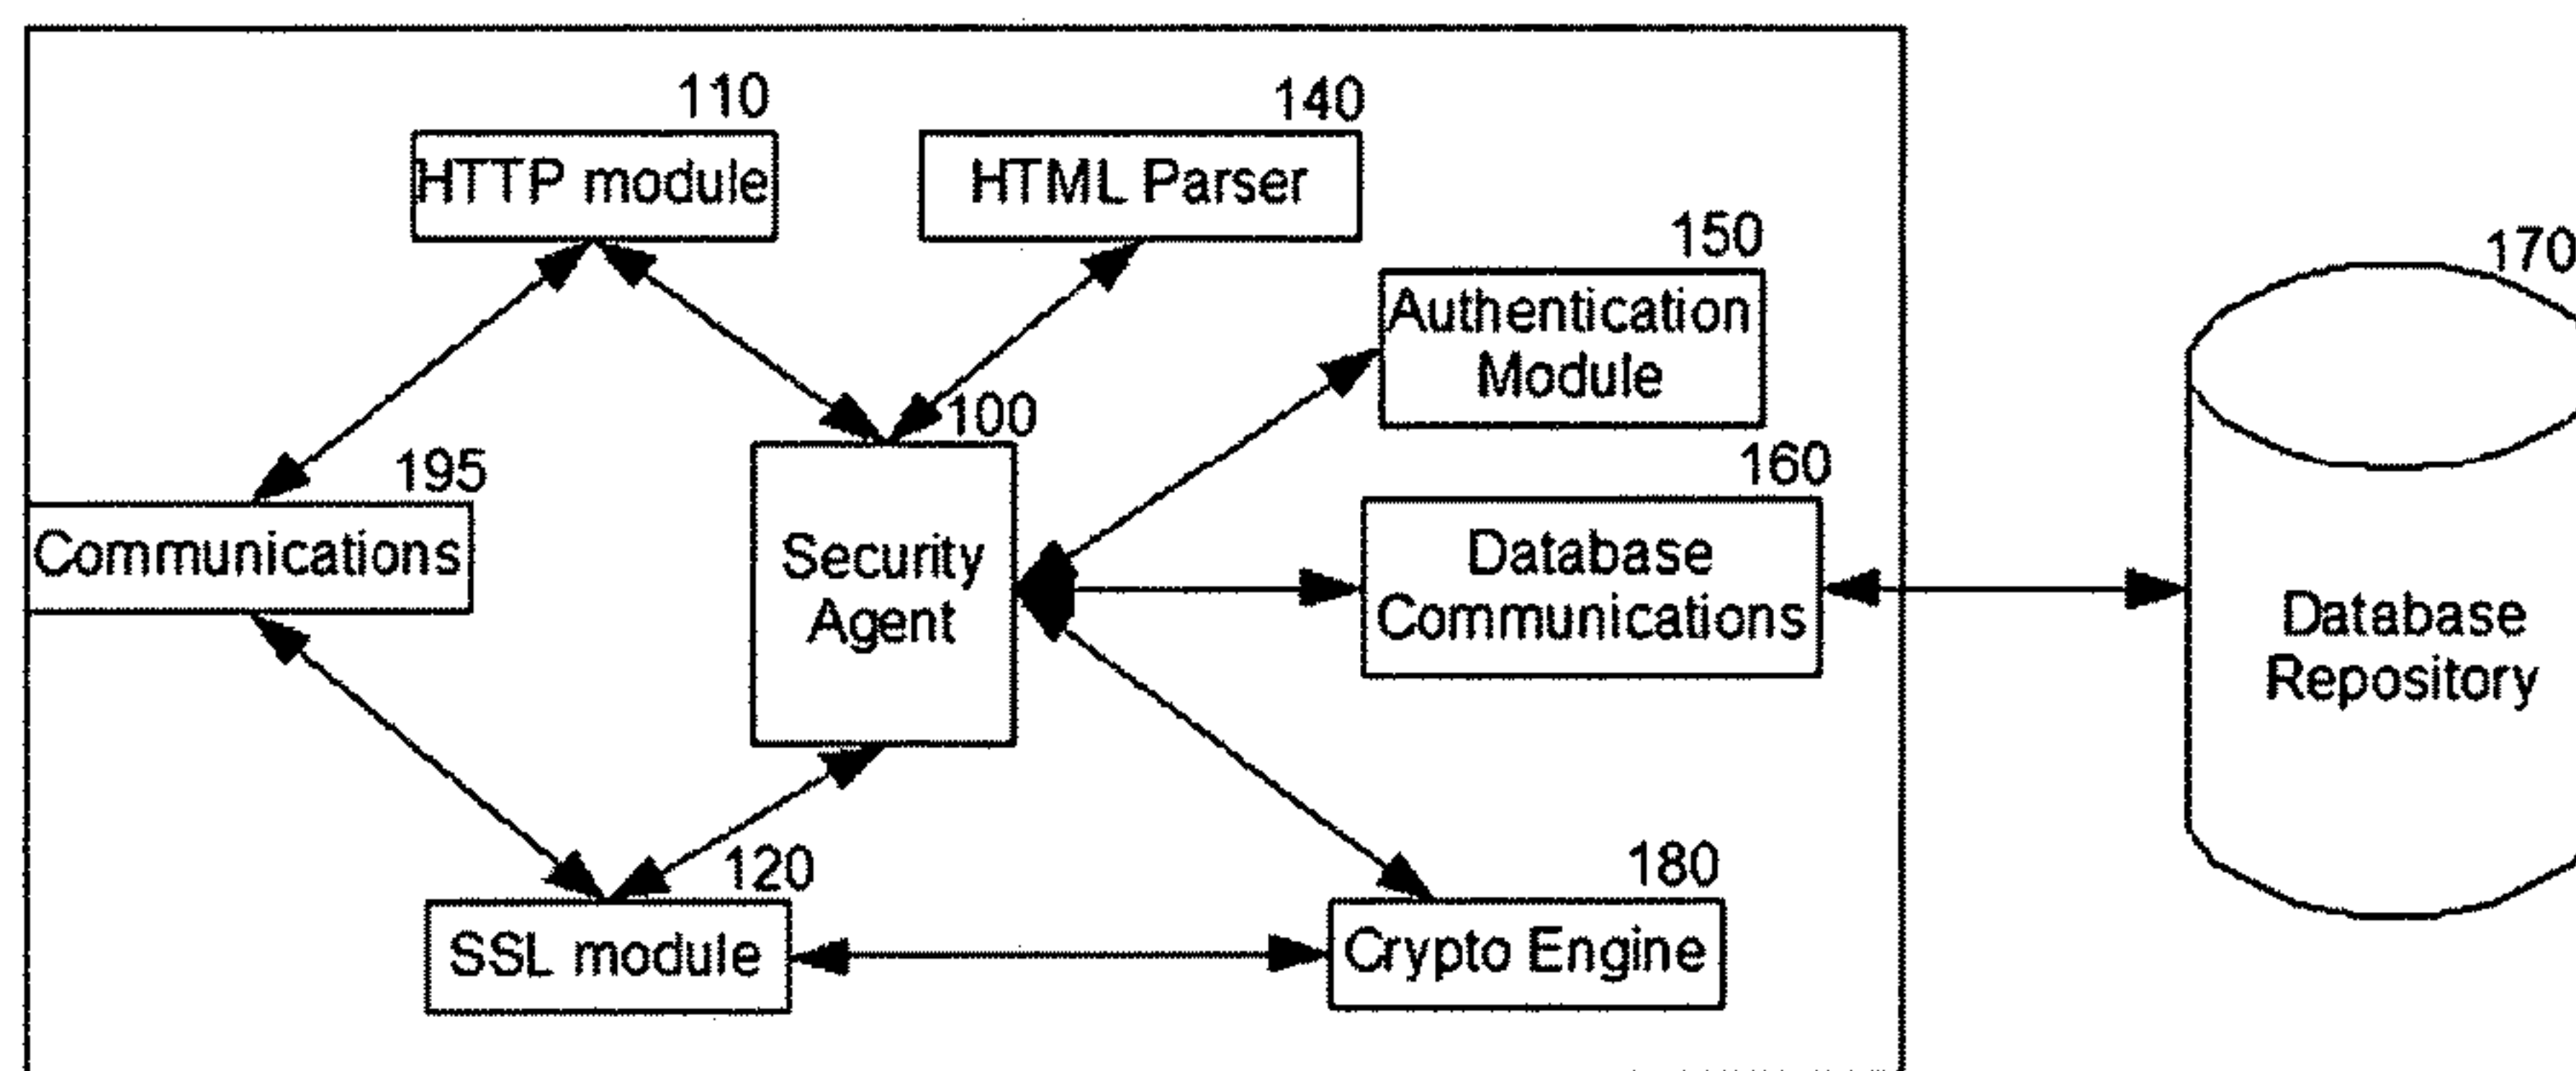 110
HTTP module
140
HTML Parser
150
Authentication
Module
170
195
Communications
100
Security
Agent
160
Database
Communications
Database
Repository
120
SSL module
180
Crypto Engine